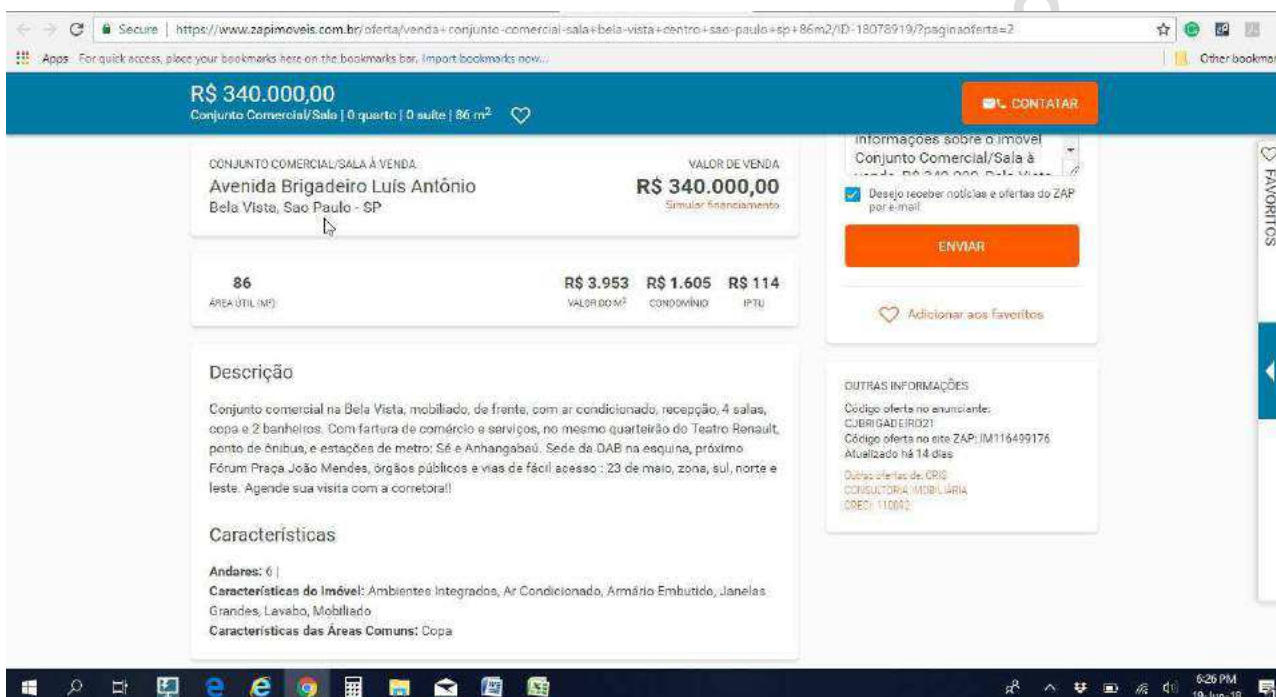 Secure | https://www.zapimoveis.com.br/oferta/venda+conjunto-comercial-sala+bela-vista+centro+sao-paulo+sp+86m2/ID-18078919/?paginaoferta=2
Apps For quick access, place your bookmarks here on the bookmarks bar. Import bookmarks now...
Other bookmar
R$ 340.000,00
Conjunto Comercial/Sala | 0 quarto | 0 suíte | 86 m²
CONTATAR
CONJUNTO COMERCIAL/SALA À VENDA
Avenida Brigadeiro Luís Antônio
Bela Vista, Sao Paulo - SP
VALOR DE VENDA
R$ 340.000,00
Simular financiamento
86
ÁREA ÚTIL (M²)
R$ 3.953 R$ 1.605 R$ 114
VALOR DO M² CONDOMÍNIO IPTU
Descrição
Conjunto comercial na Bela Vista, mobiliado, de frente, com ar condicionado, recepção, 4 salas,
copa e 2 banheiros. Com fartura de comércio e serviços, no mesmo quarteirão do Teatro Renault,
ponto de ônibus, e estações de metro: Sé e Anhangabaú. Sede da OAB na esquina, próximo
Fórum Praça João Mendes, órgãos públicos e vias de fácil acesso : 23 de maio, zona, sul, norte e
leste. Agende sua visita com a corretora!!
Características
Andares: 6 |
Características do Imóvel: Ambientes Integrados, Ar Condicionado, Armário Embutido, Janelas
Grandes, Lavabo, Mobiliado
Características das Áreas Comuns: Copa
informações sobre o imóvel
Conjunto Comercial/Sala à
Desejo receber notícias e ofertas do ZAP
por e-mail
ENVIAR
Adicionar aos favoritos
OUTRAS INFORMAÇÕES
Código oferta no anunciante:
CJBRIGADEIRO21
Código oferta no site ZAP: IM116499176
Atualizado há 14 dias
Outras ofertas de: CRIS
CONSULTORIA IMOBILIÁRIA
FAVORITOS
6:26 PM